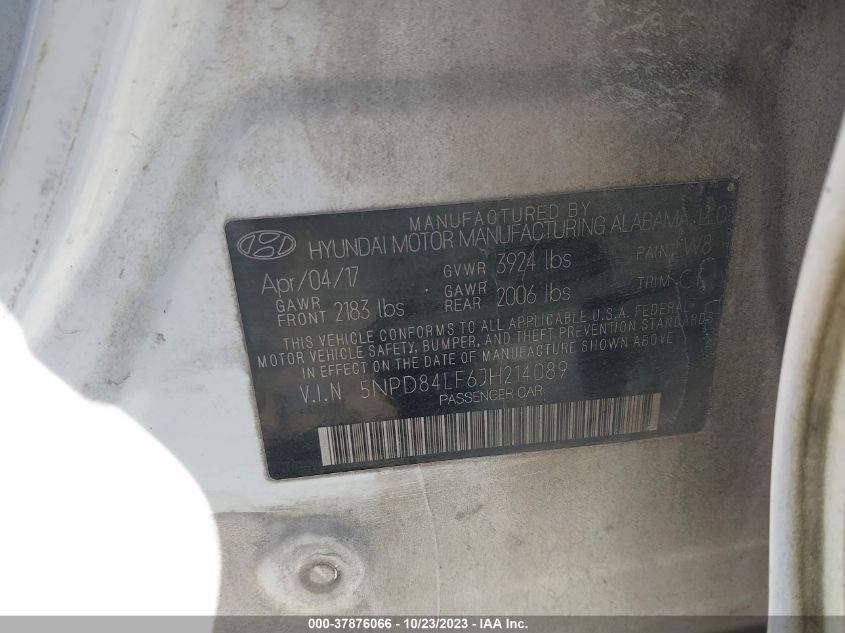 MANUFACTURED BY
HYUNDAI MOTOR MANUFACTURING ALABAMA, LLC
Apr/04/17 GVWR 3924 lbs PAINT W8
GAWR FRONT 2183 lbs GAWR REAR 2006 lbs TRIM
THIS VEHICLE CONFORMS TO ALL APPLICABLE U.S.A. FEDERAL
MOTOR VEHICLE SAFETY, BUMPER, AND THEFT PREVENTION STANDARDS
IN EFFECT ON THE DATE OF MANUFACTURE SHOWN ABOVE
V.I.N 5NPD84LF6JH214089
PASSENGER CAR
000-37876066 - 10/23/2023 - IAA Inc.